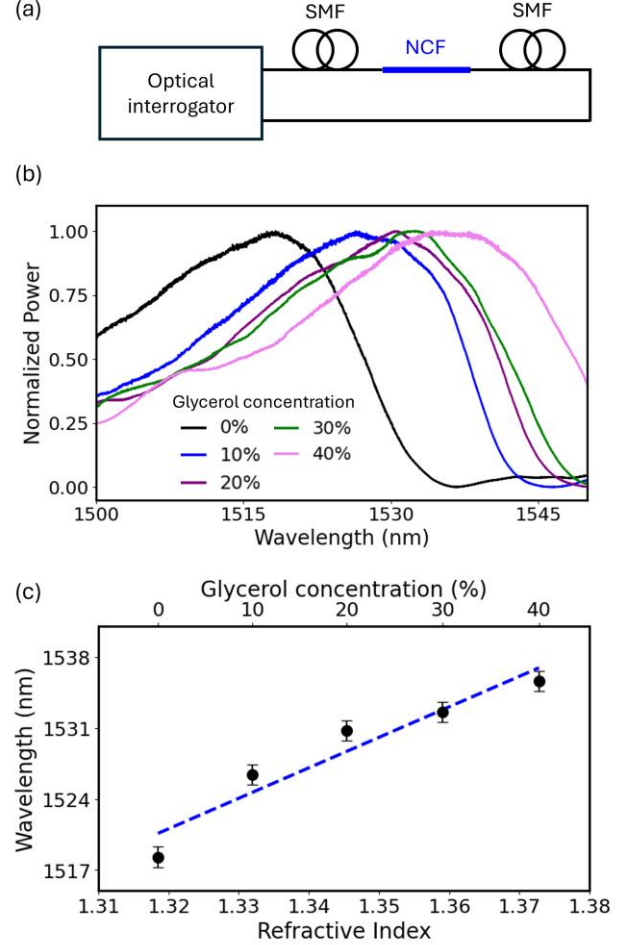 (a)
SMF
SMF
NCF
Optical
interrogator
(b)
Normalized Power
1.00
0.75
0.50
0.25
0.00
Glycerol concentration
0%
30%
10%
40%
20%
1500
1515
1530
1545
Wavelength (nm)
(c)
Glycerol concentration (%)
0
10
20
30
40
Wavelength (nm)
1538
1531
1524
1517
1.31
1.32
1.33
1.34
1.35
1.36
1.37
1.38
Refractive Index